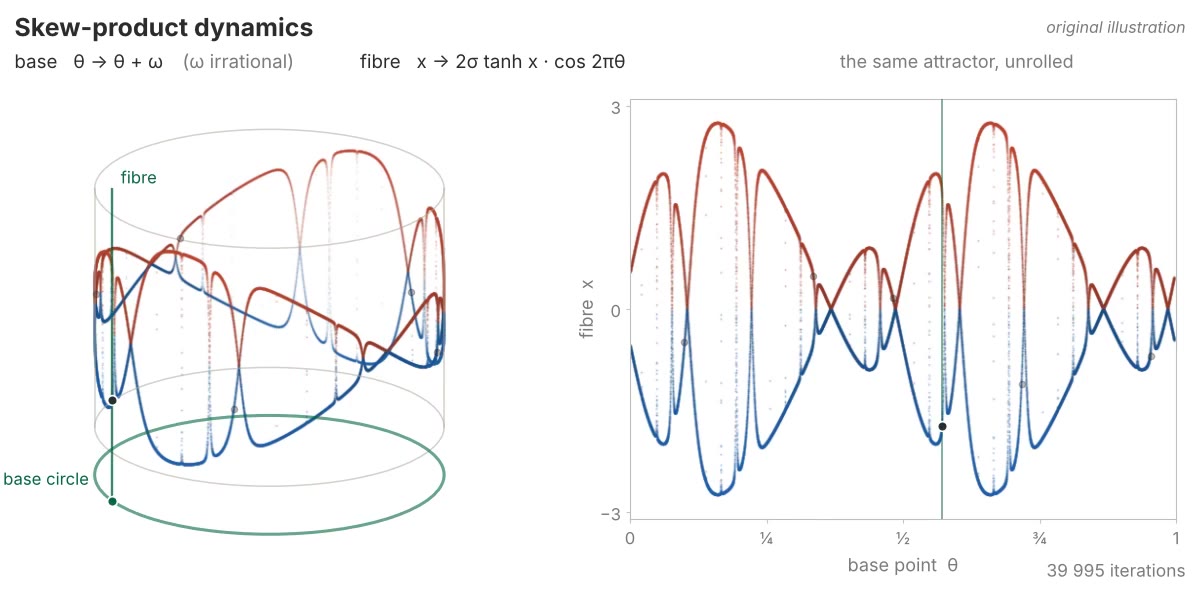 Skew-product dynamics
original illustration
base θ → θ + ω (ω irrational) fibre x → 2σ tanh x · cos 2πθ
the same attractor, unrolled
fibre
base circle
3
0
−3
fibre x
0 ¼ ½ ¾ 1
base point θ
39 995 iterations